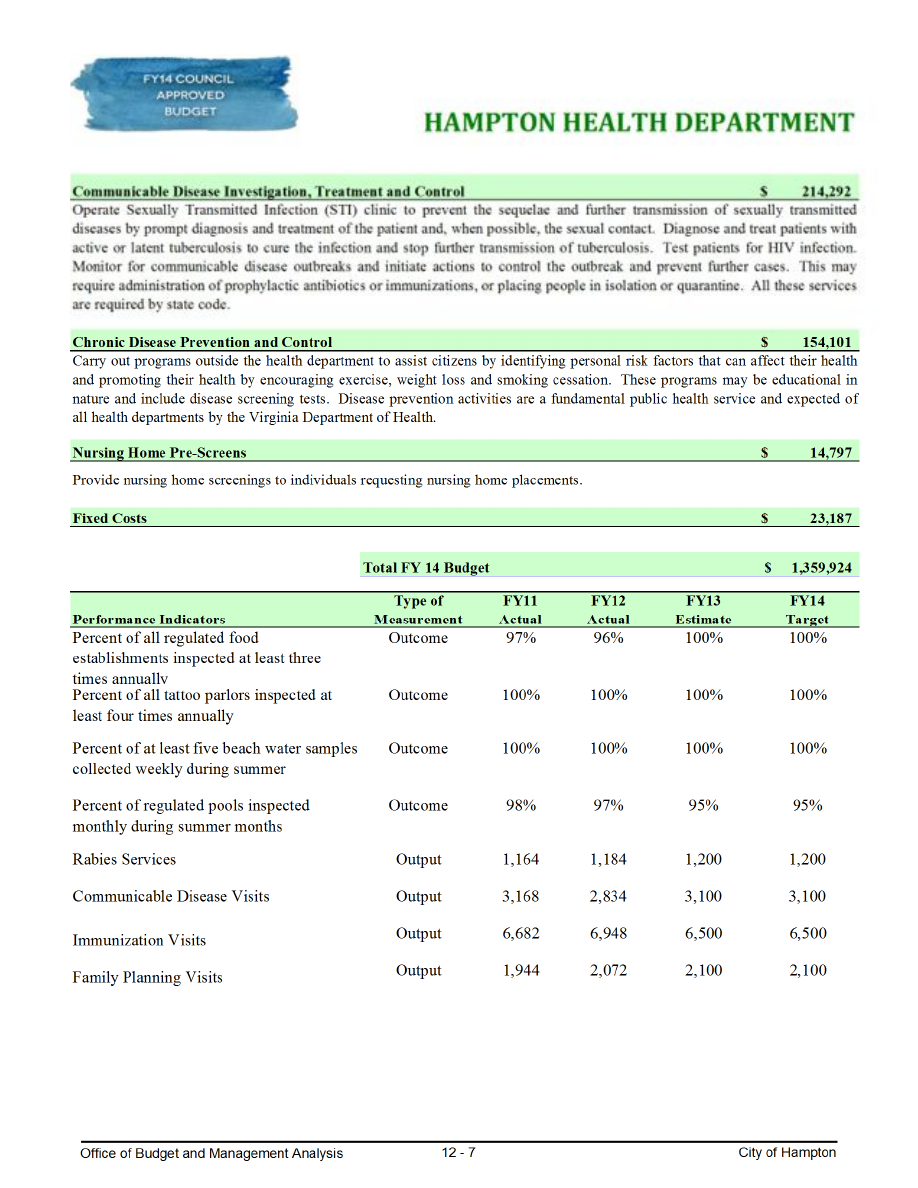 FY14 COUNCIL
APPROVED
BUDGET
HAMPTON HEALTH DEPARTMENT
Communicable Disease Investigation, Treatment and Control $ 214,292
Operate Sexually Transmitted Infection (STI) clinic to prevent the sequelae and further transmission of sexually transmitted
diseases by prompt diagnosis and treatment of the patient and, when possible, the sexual contact. Diagnose and treat patients with
active or latent tuberculosis to cure the infection and stop further transmission of tuberculosis. Test patients for HIV infection.
Monitor for communicable disease outbreaks and initiate actions to control the outbreak and prevent further cases. This may
require administration of prophylactic antibiotics or immunizations, or placing people in isolation or quarantine. All these services
are required by state code.
Chronic Disease Prevention and Control $ 154,101
Carry out programs outside the health department to assist citizens by identifying personal risk factors that can affect their health
and promoting their health by encouraging exercise, weight loss and smoking cessation. These programs may be educational in
nature and include disease screening tests. Disease prevention activities are a fundamental public health service and expected of
all health departments by the Virginia Department of Health.
Nursing Home Pre-Screens $ 14,797
Provide nursing home screenings to individuals requesting nursing home placements.
Fixed Costs $ 23,187
Total FY 14 Budget $ 1,359,924
Type of FY11 FY12 FY13 FY14
Performance Indicators Measurement Actual Actual Estimate Target
Percent of all regulated food Outcome 97% 96% 100% 100%
establishments inspected at least three
times annually
Percent of all tattoo parlors inspected at Outcome 100% 100% 100% 100%
least four times annually
Percent of at least five beach water samples Outcome 100% 100% 100% 100%
collected weekly during summer
Percent of regulated pools inspected Outcome 98% 97% 95% 95%
monthly during summer months
Rabies Services Output 1,164 1,184 1,200 1,200
Communicable Disease Visits Output 3,168 2,834 3,100 3,100
Immunization Visits Output 6,682 6,948 6,500 6,500
Family Planning Visits Output 1,944 2,072 2,100 2,100
Office of Budget and Management Analysis 12 - 7 City of Hampton